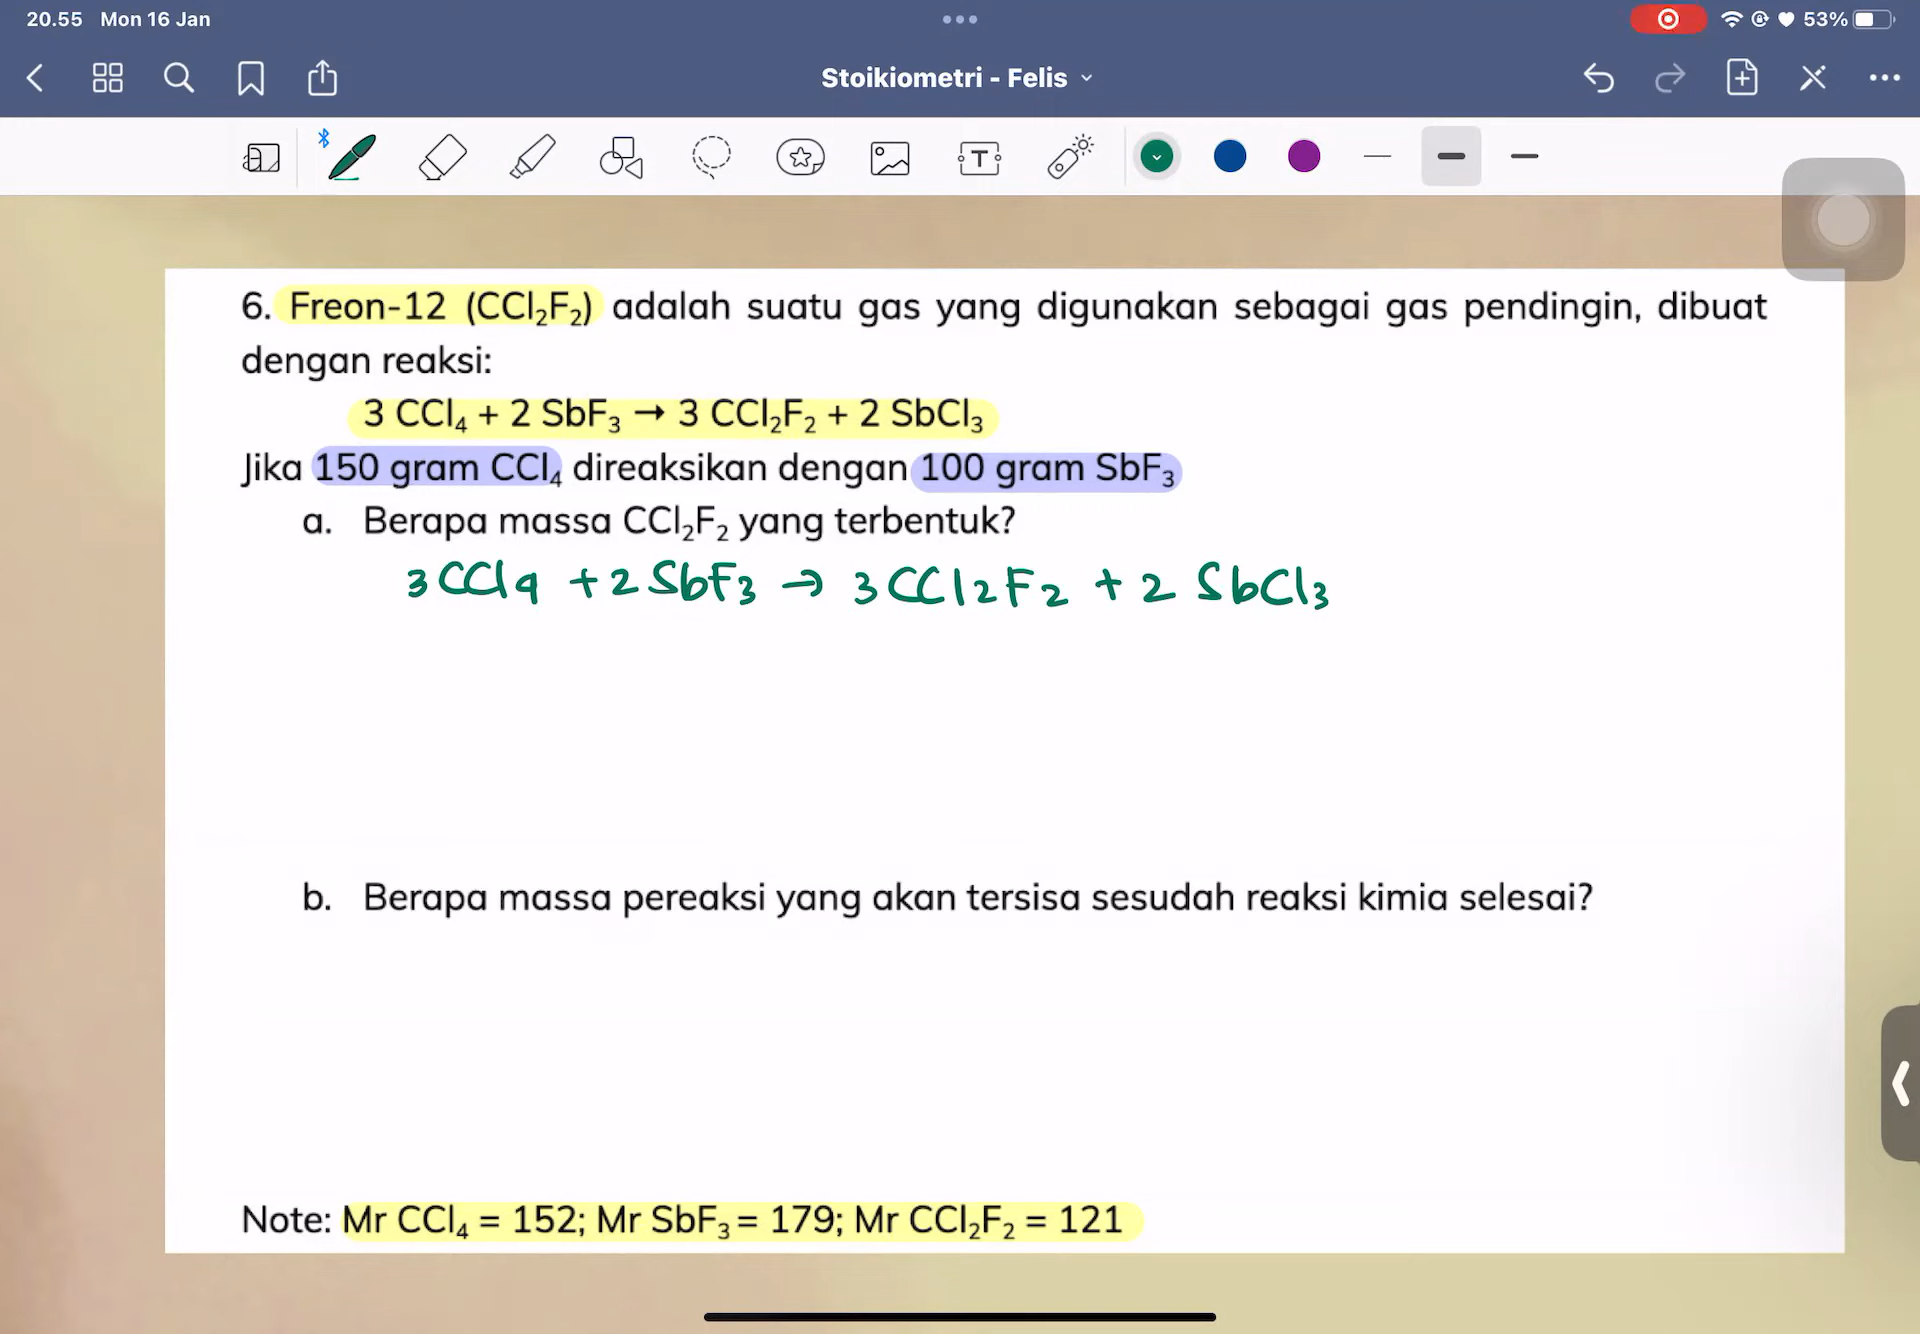 20.55 Mon 16 Jan
53%
Stoikiometri - Felis
6. Freon-12 (CCl₂F₂) adalah suatu gas yang digunakan sebagai gas pendingin, dibuat
dengan reaksi:
3 CCl₄ + 2 SbF₃ → 3 CCl₂F₂ + 2 SbCl₃
Jika 150 gram CCl₄ direaksikan dengan 100 gram SbF₃
a. Berapa massa CCl₂F₂ yang terbentuk?
3CCl4 + 2 SbF3 → 3 CCl2F2 + 2 SbCl3
b. Berapa massa pereaksi yang akan tersisa sesudah reaksi kimia selesai?
Note: Mr CCl₄ = 152; Mr SbF₃ = 179; Mr CCl₂F₂ = 121